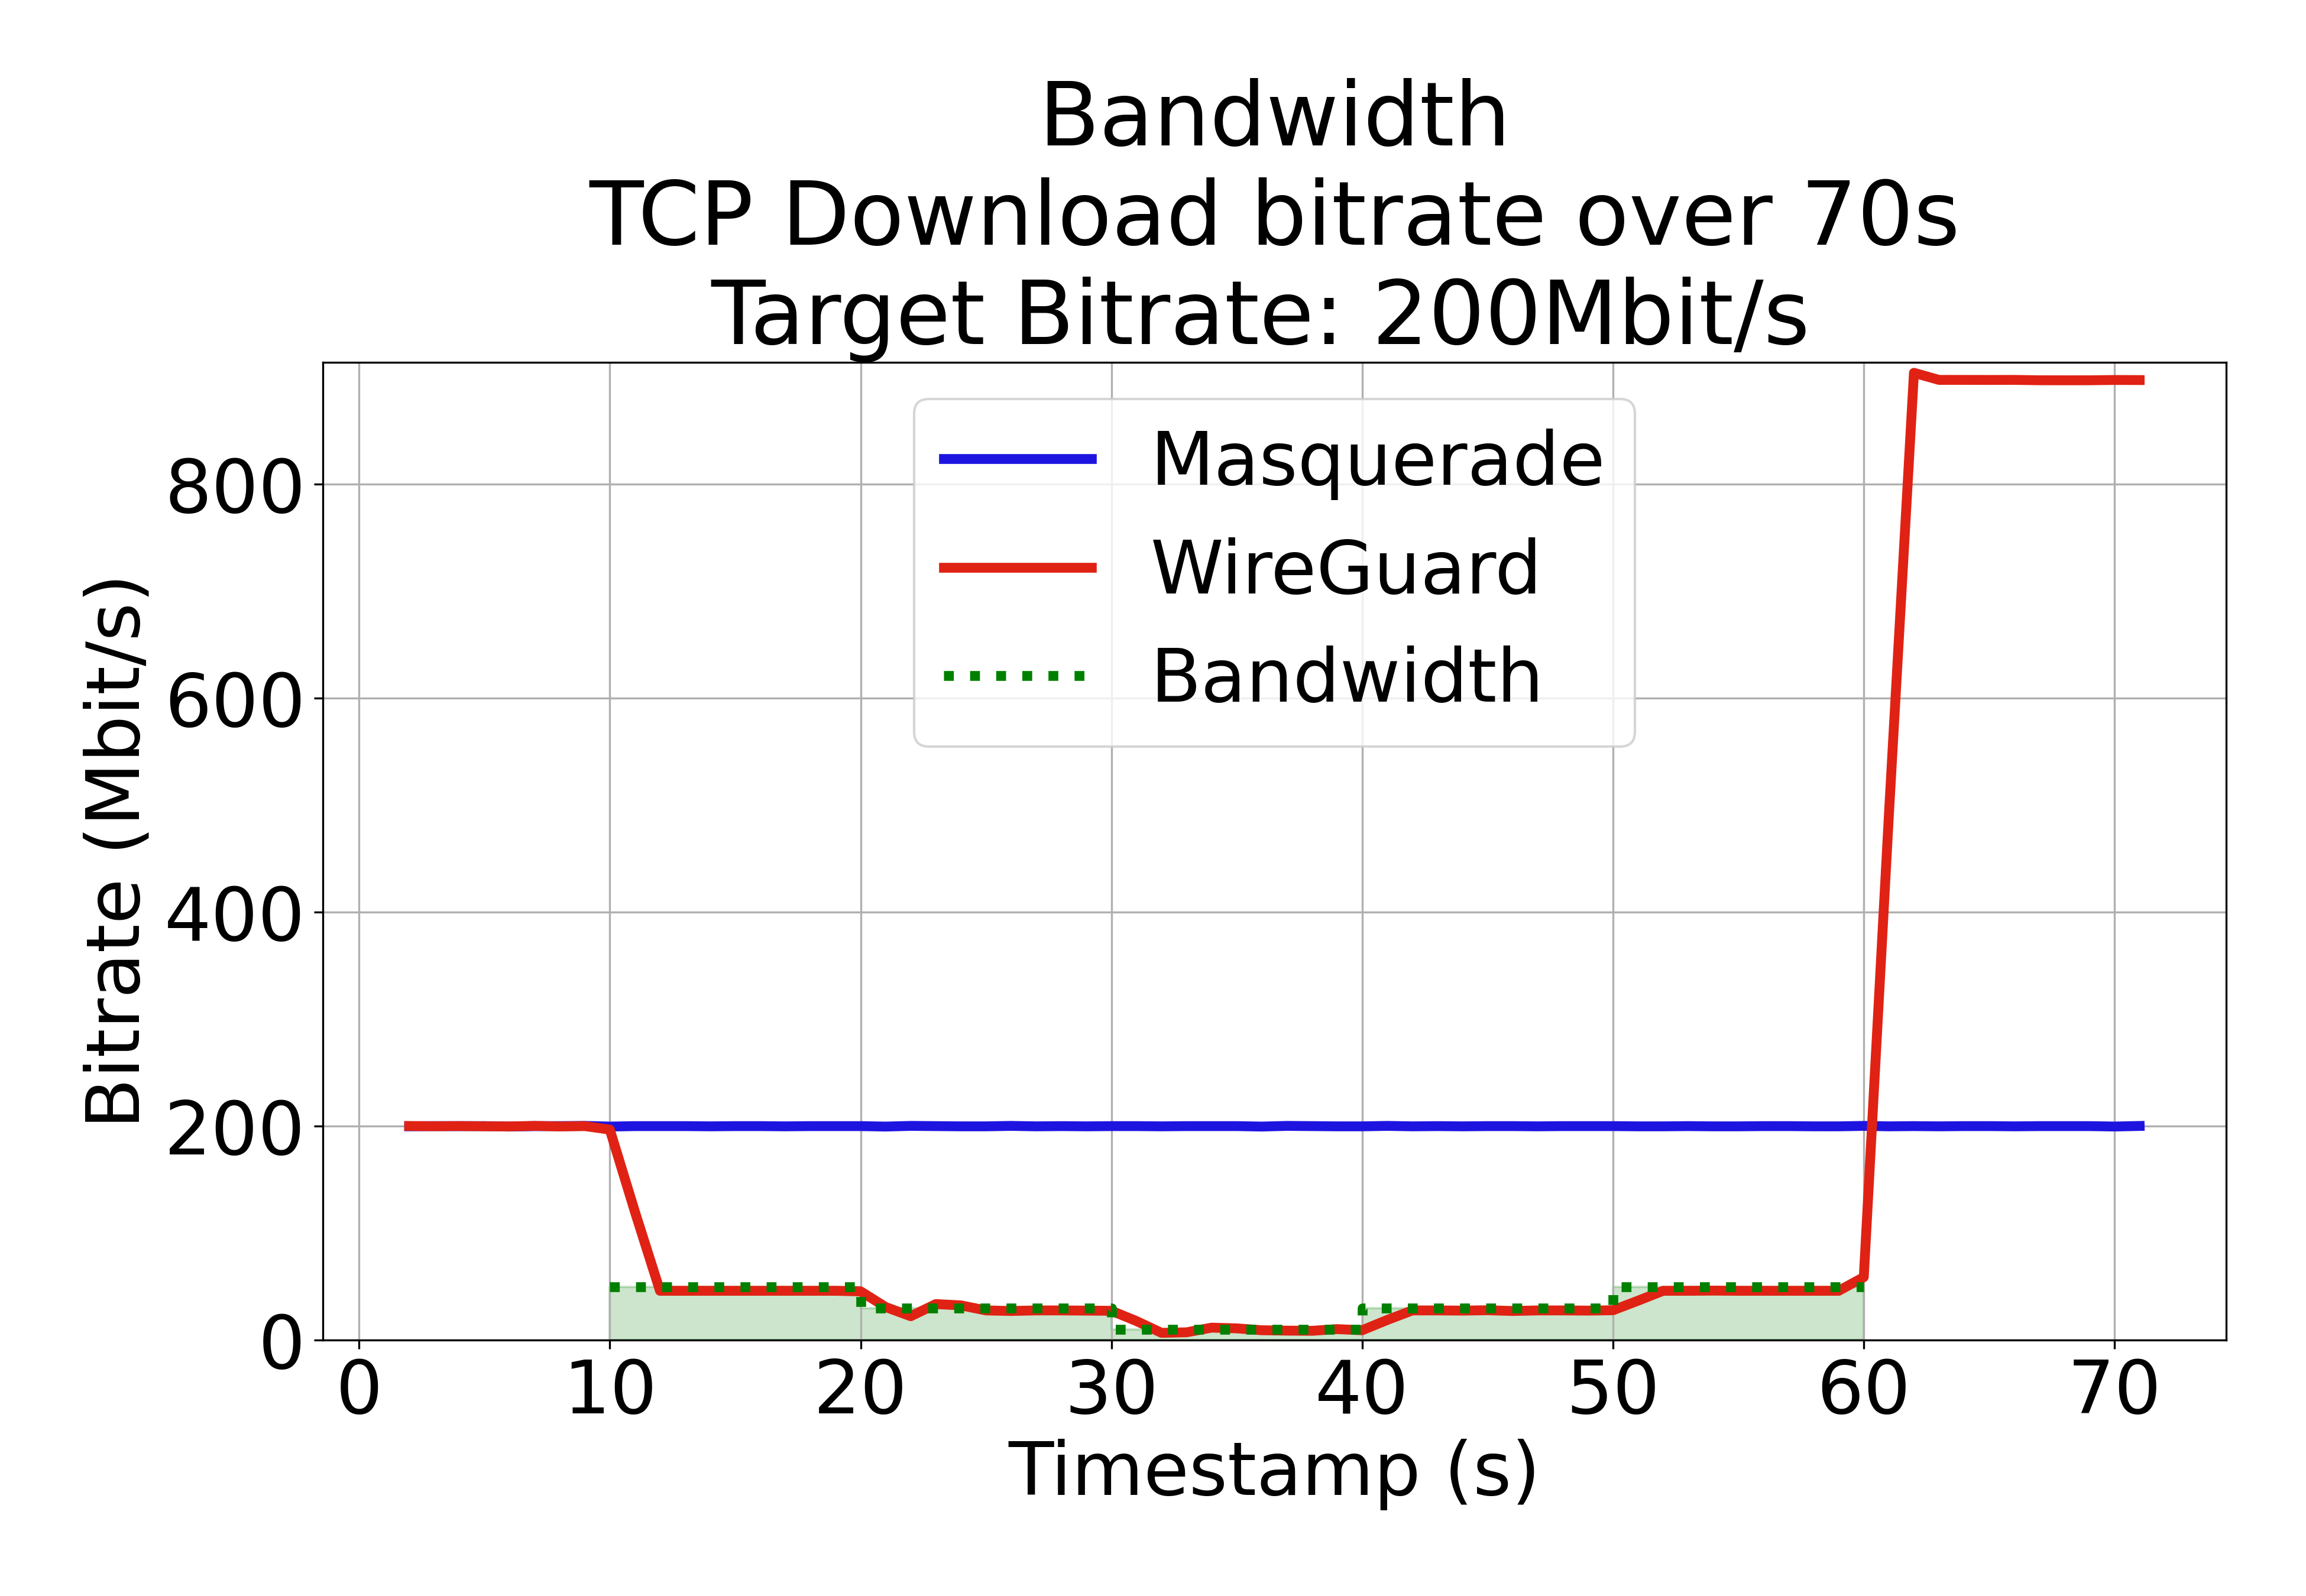 Bandwidth
TCP Download bitrate over 70s
Target Bitrate: 200Mbit/s
Masquerade
WireGuard
Bandwidth
Bitrate (Mbit/s)
800
600
400
200
0
0 10 20 30 40 50 60 70
Timestamp (s)